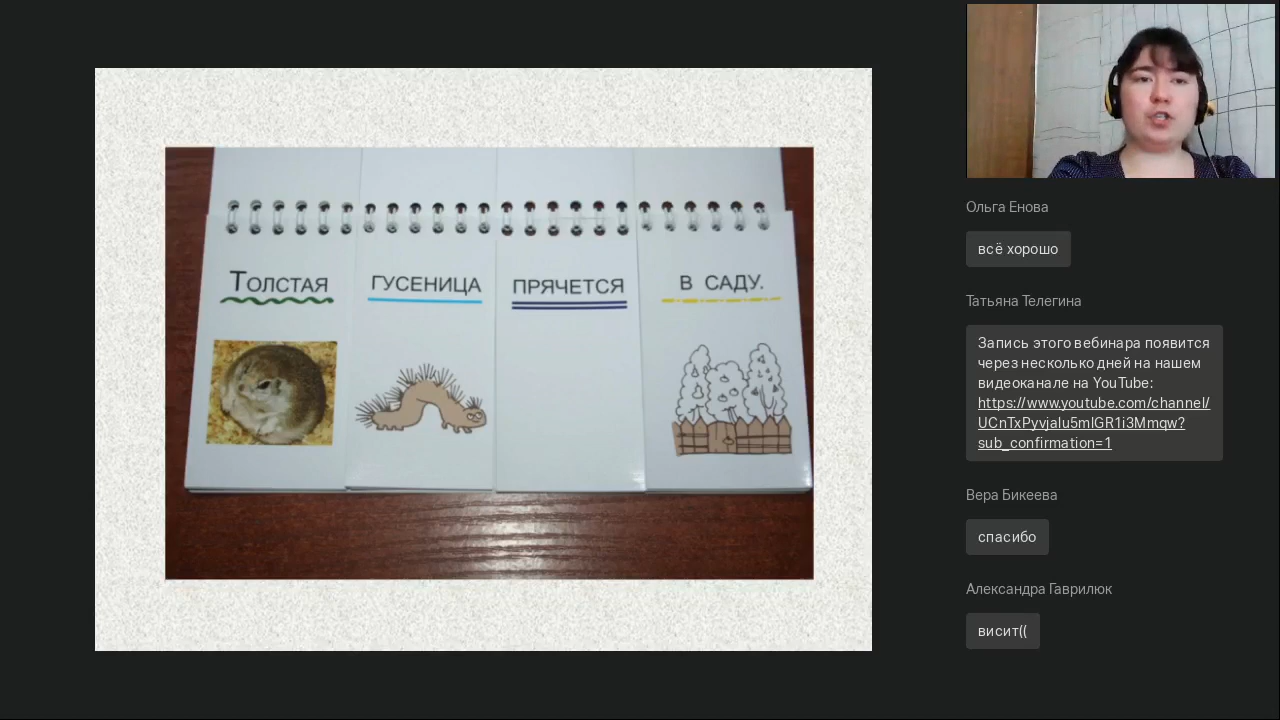 ТОЛСТАЯ ГУСЕНИЦА ПРЯЧЕТСЯ В САДУ.
Ольга Енова
всё хорошо
Татьяна Телегина
Запись этого вебинара появится
через несколько дней на нашем
видеоканале на YouTube:
https://www.youtube.com/channel/
UCnTxPyvjaIu5mlGR1i3Mmqw?
sub_confirmation=1
Вера Бикеева
спасибо
Александра Гаврилюк
висит((